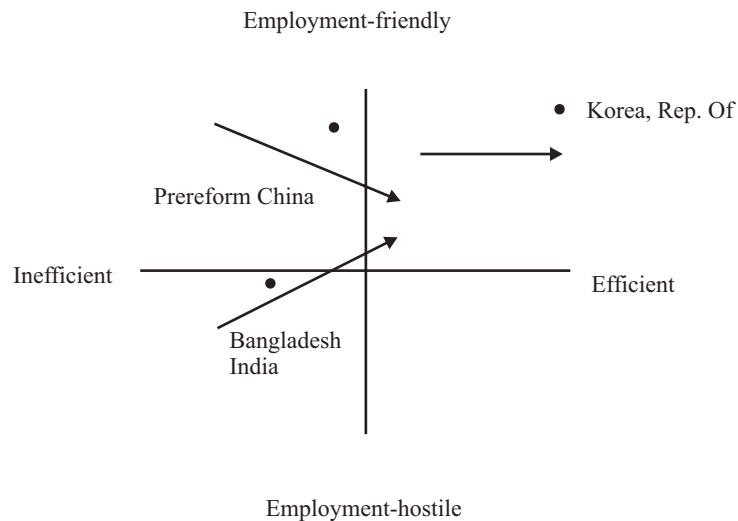 Employment-friendly
Korea, Rep. Of
Prereform China
Inefficient
Efficient
Bangladesh
India
Employment-hostile